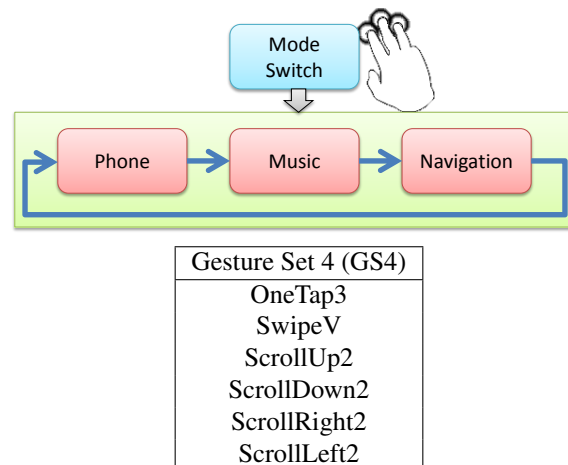 Mode
Switch
Phone
Music
Navigation
Gesture Set 4 (GS4)
OneTap3
SwipeV
ScrollUp2
ScrollDown2
ScrollRight2
ScrollLeft2